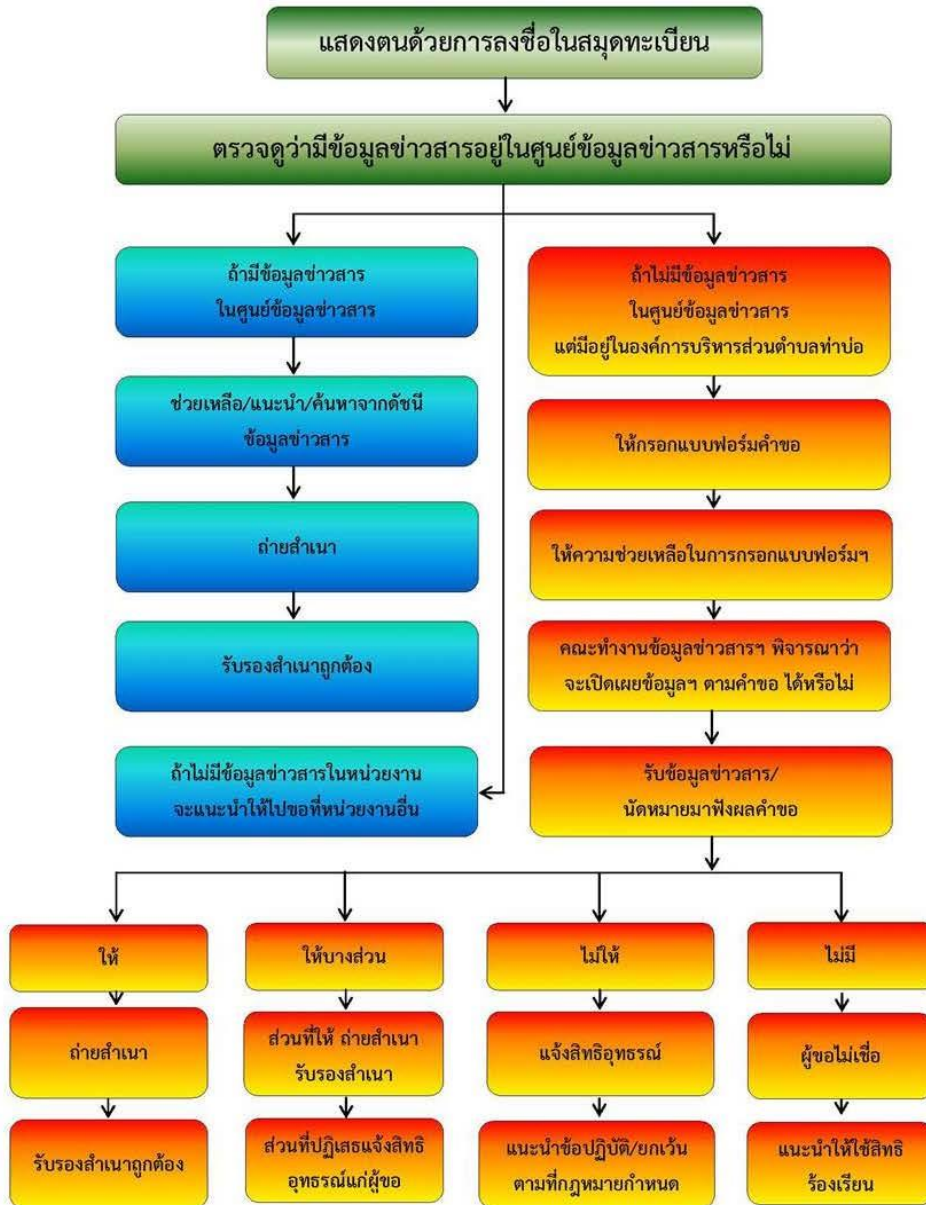 แสดงตนด้วยการลงชื่อในสมุดทะเบียน
ตรวจดูว่ามีข้อมูลข่าวสารอยู่ในศูนย์ข้อมูลข่าวสารหรือไม่
ถ้ามีข้อมูลข่าวสาร
ในศูนย์ข้อมูลข่าวสาร
ช่วยเหลือ/แนะนำ/ค้นหาจากดัชนี
ข้อมูลข่าวสาร
ถ่ายสำเนา
รับรองสำเนาถูกต้อง
ถ้าไม่มีข้อมูลข่าวสารในหน่วยงาน
จะแนะนำให้ไปขอที่หน่วยงานอื่น
ถ้าไม่มีข้อมูลข่าวสาร
ในศูนย์ข้อมูลข่าวสาร
แต่มีอยู่ในองค์การบริหารส่วนตำบลท่าบ่อ
ให้กรอกแบบฟอร์มคำขอ
ให้ความช่วยเหลือในการกรอกแบบฟอร์มฯ
คณะทำงานข้อมูลข่าวสารฯ พิจารณาว่า
จะเปิดเผยข้อมูลฯ ตามคำขอ ได้หรือไม่
รับข้อมูลข่าวสาร/
นัดหมายมาฟังผลคำขอ
ให้
ถ่ายสำเนา
รับรองสำเนาถูกต้อง
ให้บางส่วน
ส่วนที่ให้ ถ่ายสำเนา
รับรองสำเนา
ส่วนที่ปฏิเสธแจ้งสิทธิ
อุทธรณ์แก่ผู้ขอ
ไม่ให้
แจ้งสิทธิอุทธรณ์
แนะนำข้อปฏิบัติ/ยกเว้น
ตามที่กฎหมายกำหนด
ไม่มี
ผู้ขอไม่เชื่อ
แนะนำให้ใช้สิทธิ
ร้องเรียน